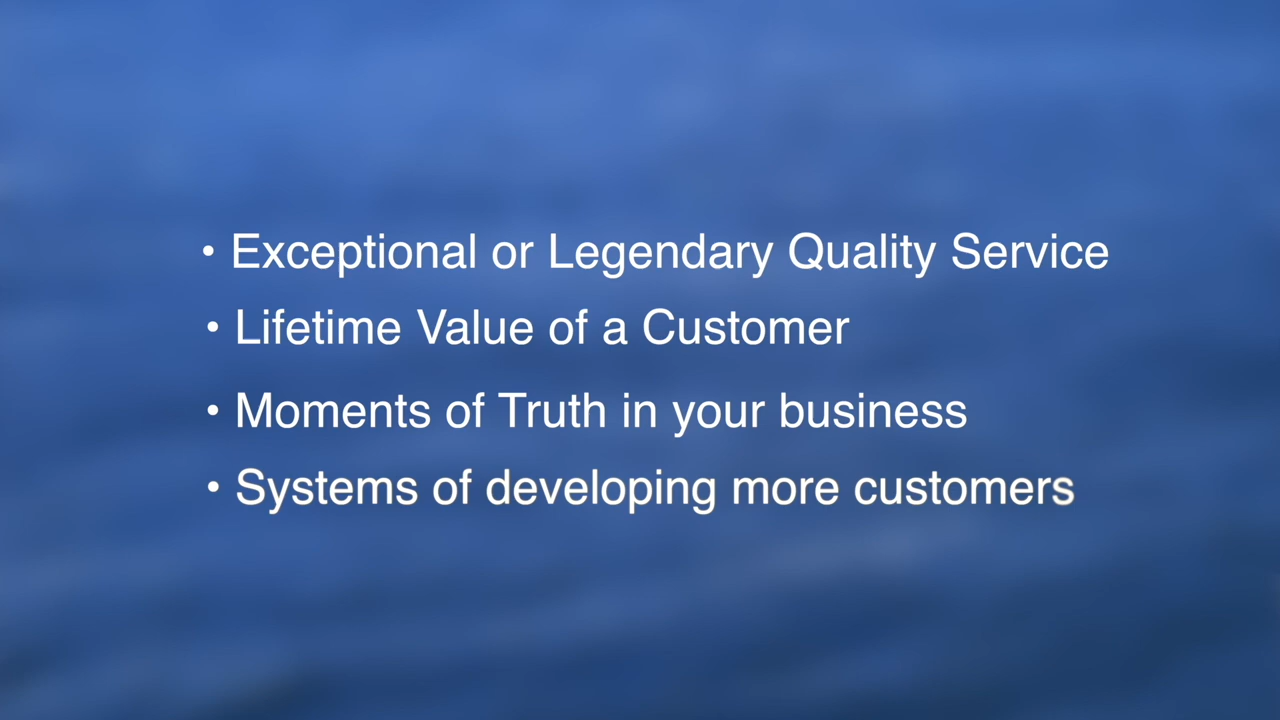 • Exceptional or Legendary Quality Service
• Lifetime Value of a Customer
• Moments of Truth in your business
• Systems of developing more customers